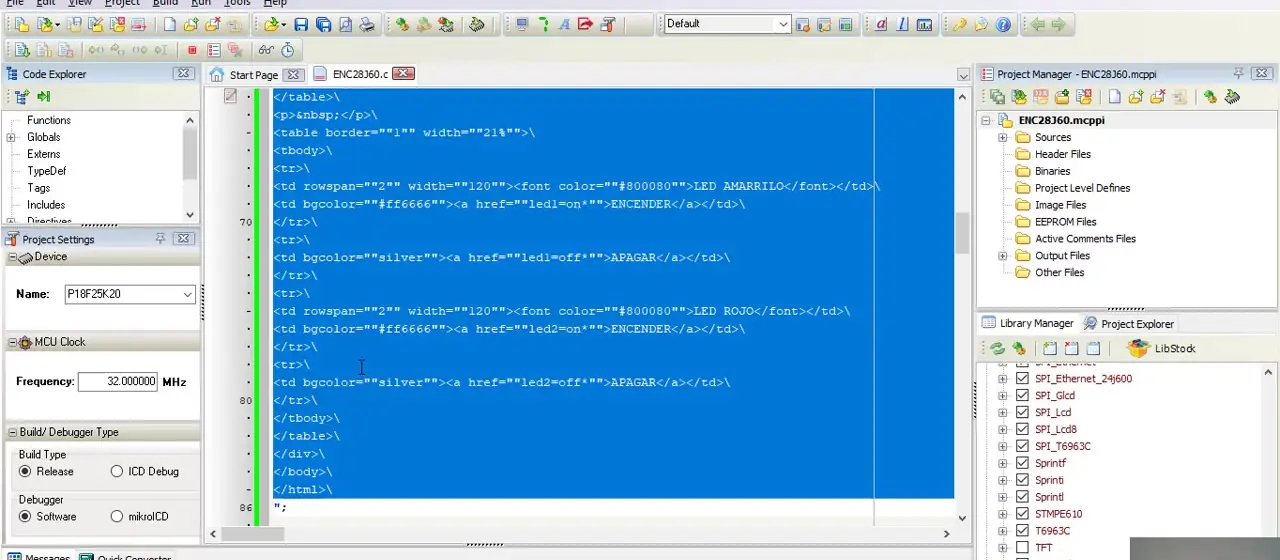 File Edit View Project Build Run Tools Help
Default
Code Explorer
Functions
Globals
Externs
TypeDef
Tags
Includes
Directives
Project Settings
Device
Name: P18F25K20
MCU Clock
Frequency: 32.000000 MHz
Build/ Debugger Type
Build Type
Release ICD Debug
Debugger
Software mikroICD
Messages Quick Converter
Start Page ENC28J60.c
</table>\
<p>&nbsp;</p>\
<table border=""1"" width=""21%"">\
<tbody>\
<tr>\
<td rowspan=""2"" width=""120""><font color=""#800080"">LED AMARRILO</font></td>\
<td bgcolor=""#ff6666""><a href=""led1=on*"">ENCENDER</a></td>\
70 </tr>\
<tr>\
<td bgcolor=""silver""><a href=""led1=off*"">APAGAR</a></td>\
</tr>\
<tr>\
<td rowspan=""2"" width=""120""><font color=""#800080"">LED ROJO</font></td>\
<td bgcolor=""#ff6666""><a href=""led2=on*"">ENCENDER</a></td>\
</tr>\
<tr>\
<td bgcolor=""silver""><a href=""led2=off*"">APAGAR</a></td>\
80 </tr>\
</tbody>\
</table>\
</div>\
</body>\
</html>\
86 ";
Project Manager - ENC28J60.mcppi
ENC28J60.mcppi
Sources
Header Files
Binaries
Project Level Defines
Image Files
EEPROM Files
Active Comments Files
Output Files
Other Files
Library Manager Project Explorer
LibStock
SPI_Ethernet
SPI_Ethernet_24j600
SPI_Glcd
SPI_Lcd
SPI_Lcd8
SPI_T6963C
Sprintf
Sprinti
Sprintl
STMPE610
T6963C
TFT